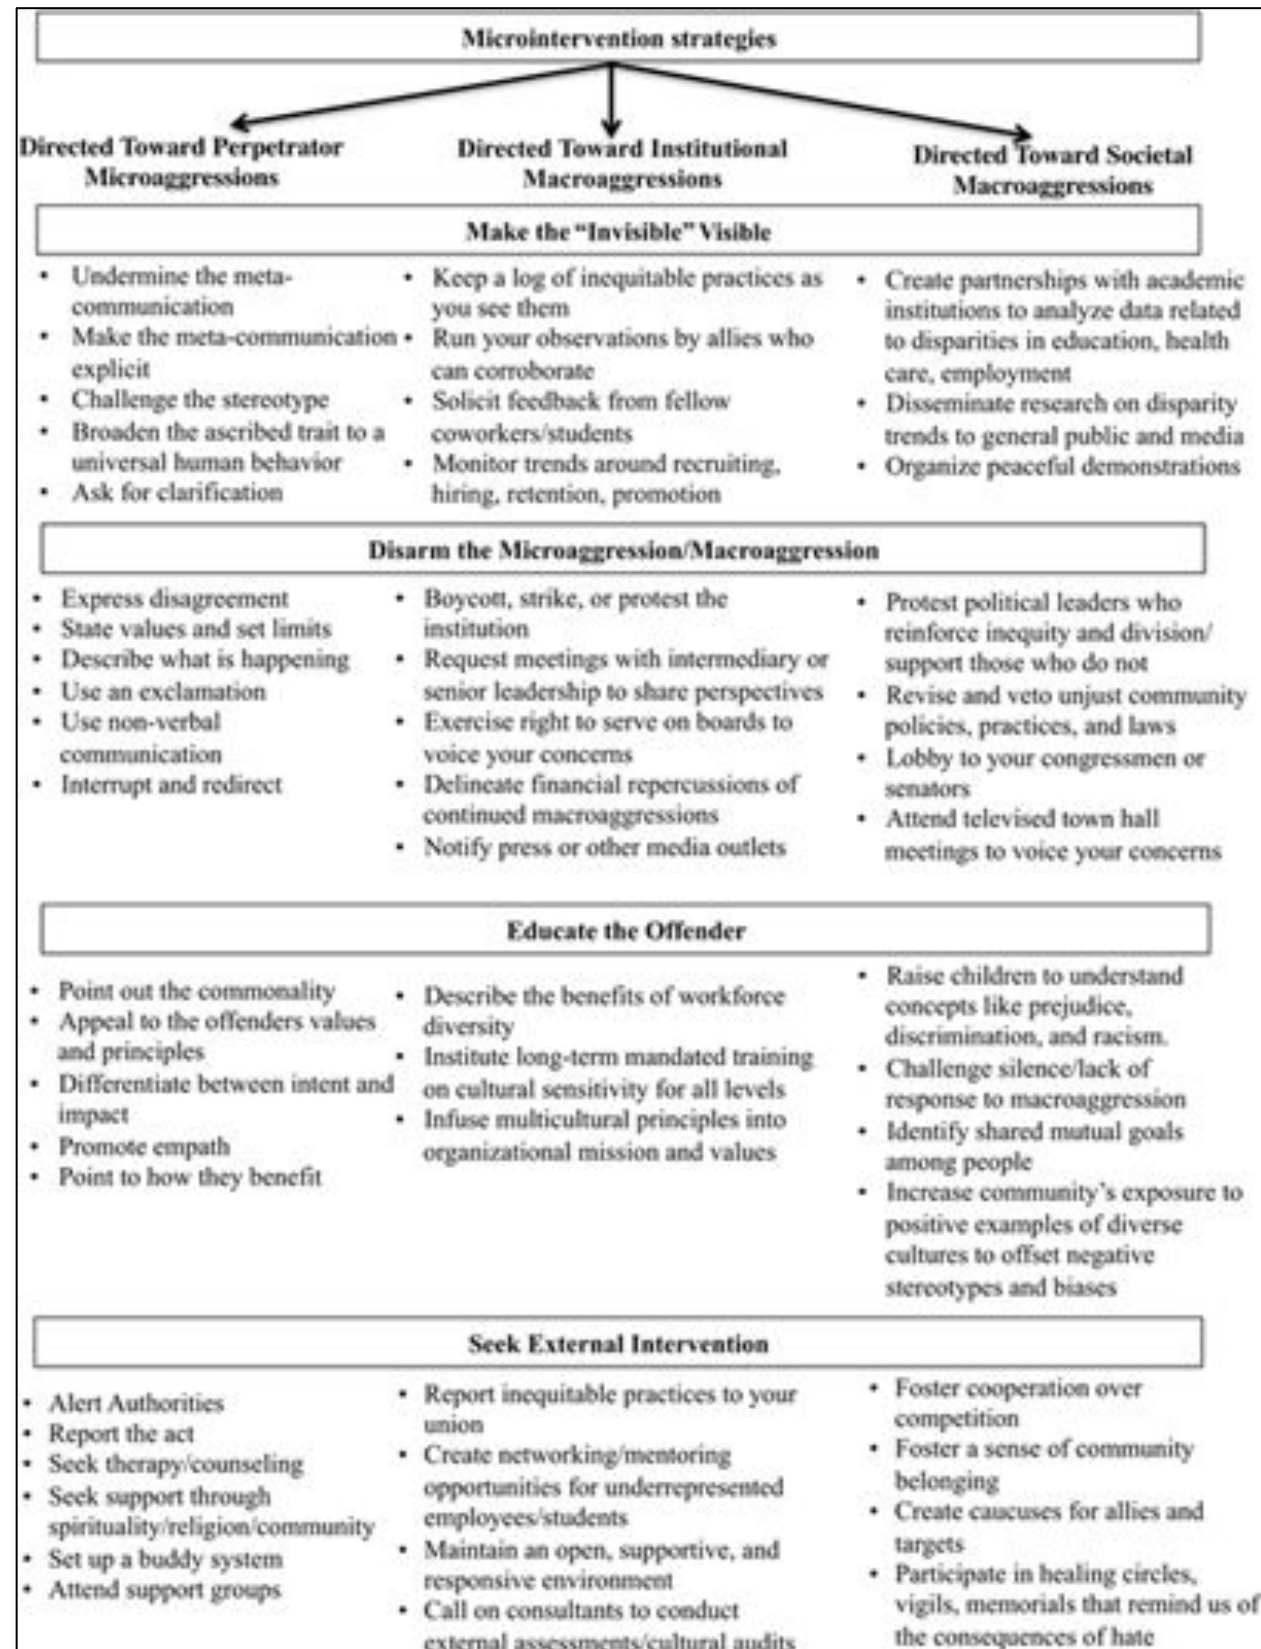 Microintervention strategies
Directed Toward Perpetrator
Microaggressions
Directed Toward Institutional
Macroaggressions
Directed Toward Societal
Macroaggressions
Make the “Invisible” Visible
• Undermine the meta-
communication
• Make the meta-communication
explicit
• Challenge the stereotype
• Broaden the ascribed trait to a
universal human behavior
• Ask for clarification
• Keep a log of inequitable practices as
you see them
• Run your observations by allies who
can corroborate
• Solicit feedback from fellow
coworkers/students
• Monitor trends around recruiting,
hiring, retention, promotion
• Create partnerships with academic
institutions to analyze data related
to disparities in education, health
care, employment
• Disseminate research on disparity
trends to general public and media
• Organize peaceful demonstrations
Disarm the Microaggression/Macroaggression
• Express disagreement
• State values and set limits
• Describe what is happening
• Use an exclamation
• Use non-verbal
communication
• Interrupt and redirect
• Boycott, strike, or protest the
institution
• Request meetings with intermediary or
senior leadership to share perspectives
• Exercise right to serve on boards to
voice your concerns
• Delineate financial repercussions of
continued macroaggressions
• Notify press or other media outlets
• Protest political leaders who
reinforce inequity and division/
support those who do not
• Revise and veto unjust community
policies, practices, and laws
• Lobby to your congressmen or
senators
• Attend televised town hall
meetings to voice your concerns
Educate the Offender
• Point out the commonality
• Appeal to the offenders values
and principles
• Differentiate between intent and
impact
• Promote empath
• Point to how they benefit
• Describe the benefits of workforce
diversity
• Institute long-term mandated training
on cultural sensitivity for all levels
• Infuse multicultural principles into
organizational mission and values
• Raise children to understand
concepts like prejudice,
discrimination, and racism.
• Challenge silence/lack of
response to macroaggression
• Identify shared mutual goals
among people
• Increase community’s exposure to
positive examples of diverse
cultures to offset negative
stereotypes and biases
Seek External Intervention
• Alert Authorities
• Report the act
• Seek therapy/counseling
• Seek support through
spirituality/religion/community
• Set up a buddy system
• Attend support groups
• Report inequitable practices to your
union
• Create networking/mentoring
opportunities for underrepresented
employees/students
• Maintain an open, supportive, and
responsive environment
• Call on consultants to conduct
external assessments/cultural audits
• Foster cooperation over
competition
• Foster a sense of community
belonging
• Create caucuses for allies and
targets
• Participate in healing circles,
vigils, memorials that remind us of
the consequences of hate